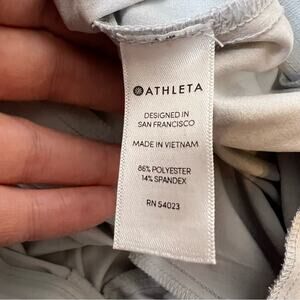 ATHLETA
DESIGNED IN
SAN FRANCISCO
MADE IN VIETNAM
86% POLYESTER
14% SPANDEX
RN 54023